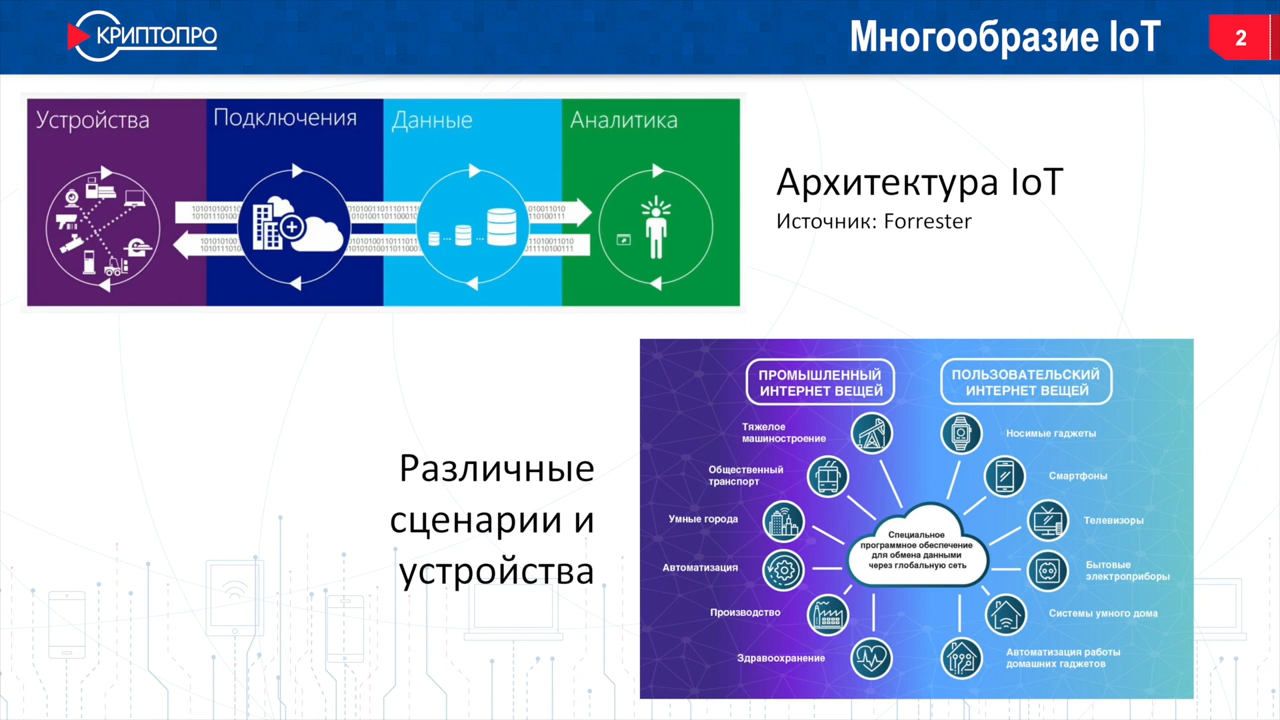 КРИПТОПРО
Многообразие IoT
2
Устройства
Подключения
Данные
Аналитика
Архитектура IoT
Источник: Forrester
Различные
сценарии и
устройства
ПРОМЫШЛЕННЫЙ
ИНТЕРНЕТ ВЕЩЕЙ
ПОЛЬЗОВАТЕЛЬСКИЙ
ИНТЕРНЕТ ВЕЩЕЙ
Тяжелое
машиностроение
Общественный
транспорт
Умные города
Автоматизация
Производство
Здравоохранение
Специальное
программное обеспечение
для обмена данными
через глобальную сеть
Носимые гаджеты
Смартфоны
Телевизоры
Бытовые
электроприборы
Системы умного дома
Автоматизация работы
домашних гаджетов